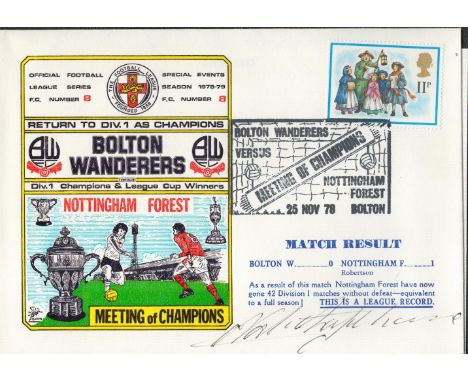 OFFICIAL FOOTBALL
LEAGUE SERIES
F.C. NUMBER 8
THE FOOTBALL LEAGUE
SPECIAL EVENTS
SEASON 1978-79
F.C. NUMBER 8
RETURN TO DIV.1 AS CHAMPIONS
BOLTON
WANDERERS
Div.1 Champions & League Cup Winners
NOTTINGHAM FOREST
MEETING of CHAMPIONS
11P
BOLTON WANDERERS
VERSUS
MEETING OF CHAMPIONS
NOTTINGHAM
FOREST
25 NOV 78 BOLTON
MATCH RESULT
BOLTON W.......0 NOTTINGHAM F.......1
Robertson
As a result of this match Nottingham Forest have now
gone 42 Division 1 matches without defeat—equivalent
to a full season] THIS IS A LEAGUE RECORD.